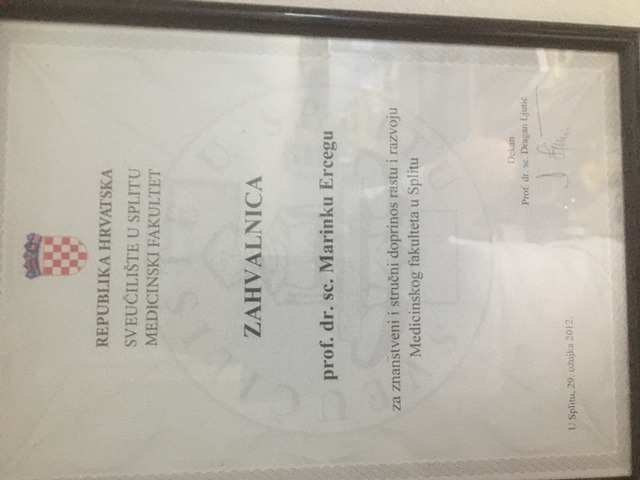 REPUBLIKA HRVATSKA
SVEUČILIŠTE U SPLITU
MEDICINSKI FAKULTET
ZAHVALNICA
prof. dr. sc. Marinku Ercegu
za znanstveni i stručni doprinos rastu i razvoju
Medicinskog fakulteta u Splitu
Dekan
Prof. dr. sc. Dragan Ljutić
U Splitu, 29. ožujka 2012.